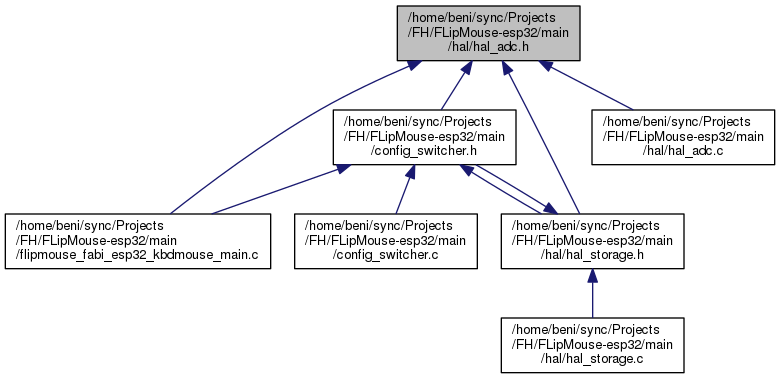 /home/beni/sync/Projects
/FH/FLipMouse-esp32/main
/hal/hal_adc.h
/home/beni/sync/Projects
/FH/FLipMouse-esp32/main
/config_switcher.h
/home/beni/sync/Projects
/FH/FLipMouse-esp32/main
/hal/hal_adc.c
/home/beni/sync/Projects
/FH/FLipMouse-esp32/main
/flipmouse_fabi_esp32_kbdmouse_main.c
/home/beni/sync/Projects
/FH/FLipMouse-esp32/main
/config_switcher.c
/home/beni/sync/Projects
/FH/FLipMouse-esp32/main
/hal/hal_storage.h
/home/beni/sync/Projects
/FH/FLipMouse-esp32/main
/hal/hal_storage.c